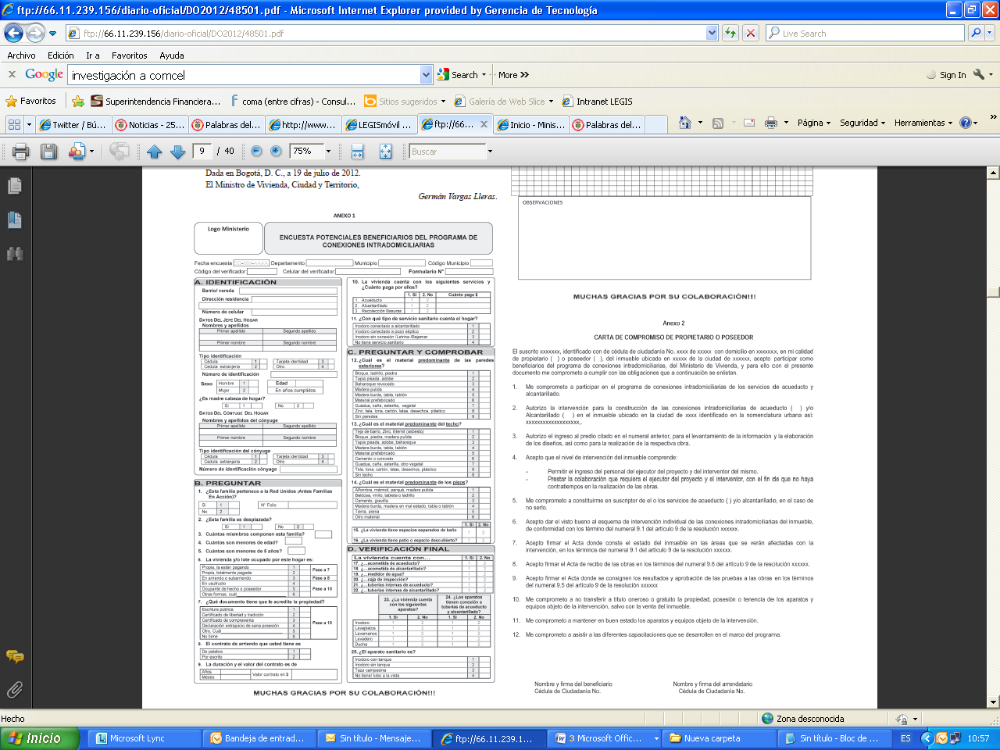 ftp://66.11.239.156/diario-oficial/DO2012/48501.pdf - Microsoft Internet Explorer provided by Gerencia de Tecnología
ftp://66.11.239.156/diario-oficial/DO2012/48501.pdf
Live Search
Archivo Edición Ir a Favoritos Ayuda
Google investigación a comcel Search More Sign In
Favoritos Superintendencia Financiera... coma (entre cifras) - Consul... Sitios sugeridos Galería de Web Slice Intranet LEGIS
Twitter / Bú... Noticias - 25... Palabras del... http://www... LEGISmóvil ftp://66... Inicio - Minis... Palabras del... Página Seguridad Herramientas
9 / 40 75% Buscar
Dada en Bogotá, D. C., a 19 de julio de 2012.
El Ministro de Vivienda, Ciudad y Territorio,
Germán Vargas Lleras.
ANEXO 1
Logo Ministerio
ENCUESTA POTENCIALES BENEFICIARIOS DEL PROGRAMA DE
CONEXIONES INTRADOMICILIARIAS
Fecha encuesta DD-MM-AAAA Departamento Municipio Código Municipio
Código del verificador: Celular del verificador: Formulario N°
A. IDENTIFICACIÓN
Barrio/ vereda
Dirección residencia
Número de celular
DATOS DEL JEFE DEL HOGAR
Nombres y apellidos
Primer apellido Segundo apellido
Primer nombre Segundo nombre
Tipo identificación
Cédula 1 Tarjeta identidad 3
Cedula extranjería 2 Otro 4
Número de identificación
Sexo Hombre 1 Edad
Mujer 2 En años cumplidos
¿Es madre cabeza de hogar?
Si 1 No 2
DATOS DEL CÓNYUGE DEL HOGAR
Nombre y apellidos del cónyuge
Primer apellido Segundo apellido
Primer nombre Segundo nombre
Tipo identificación del cónyuge
Cédula 1 Tarjeta identidad 3
Cedula extranjería 2 Otro 4
Número de identificación cónyuge
B. PREGUNTAR
1. ¿Esta familia pertenece a la Red Unidos ¡Antes Familias
En Acción)?
Si 1 N° Folio
No 2
2. ¿Esta familia es desplazada?
Si 1 No 2
3. Cuántos miembros componen esta familia?
4. Cuántos son menores de edad?
5. Cuántos son menores de 5 años?
6. La vivienda y/o lote ocupado por este hogar es:
Propia, la están pagando 1
Propia, totalmente pagada 2 Pase a 7
En arriendo o subarriendo 3 Pase a 8
En usufructo 4
Ocupante de hecho o poseedor 5 Pase a 10
Otras formas, cuál 6
7. ¿Qué documento tiene que le acredite la propiedad?
Escritura pública 1
Certificado de libertad y tradición 2
Certificado de compraventa 3
Declaración extrajuicio de sana posesión 4 Pase a 10
Otro, Cuál 5
No tiene 6
8. El contrato de arriendo que usted tiene es
De palabra 1
Por escrito 2
9. La duración y el valor del contrato es de
Años
Meses Valor contrato en $
10. La vivienda cuenta con los siguientes servicios y
¿Cuánto paga por ellos?
1. Si 2. No Cuánto paga $
1. Acueducto 1 2
2. Alcantarillado 1 2
3. Recolección Basuras 1 2
11. ¿Con qué tipo de servicio sanitario cuenta el hogar?
Inodoro conectado a alcantarillado 1
Inodoro conectado a pozo séptico 2
Inodoro sin conexión /Letrina /Bajamar 3
No tiene servicio sanitario 4
C. PREGUNTAR Y COMPROBAR
12. ¿Cuál es el material predominante de las paredes
exteriores?
Bloque, ladrillo, piedra 1
Tapia pisada, adobe 2
Bahareque revocado 3
Madera pulida 4
Madera burda, tabla, tablón 5
Material prefabricado 6
Guadua, caña, esterilla, vegetal 7
Zinc, tela, lona, cartón, latas, desechos, plástico 8
Sin paredes 9
13. ¿Cuál es el material predominante del techo?
Teja de barro, Zinc, Eternit (asbesto) 1
Bloque, piedra, madera pulida 2
Tapia pisada, adobe, bahareque 3
Madera burda, tabla, tablón 4
Material prefabricado 5
Cemento o concreto 6
Guadua, caña, esterilla, otro vegetal 7
Tela, lona, cartón, latas, desechos, plástico 8
Sin techo 9
14. ¿Cuál es el material predominante de los pisos?
Alfombra, mármol, parqué, madera pulida 1
Baldosa, vinilo, tableta o ladrillo 2
Cemento, gravilla 3
Madera burda, madera en mal estado, tabla o tablón 4
Tierra, arena 5
Otro material 6
1. Si 2. No
15. ¿La vivienda tiene espacios separados de baño 1 2
16. ¿La vivienda tiene patio o espacio descubierto? 1 2
D. VERIFICACIÓN FINAL
La vivienda cuenta con... 1. Si 2. No
17. ¿...acometida de acueducto? 1 2
18. ¿...acometida de alcantarillado? 1 2
19. ¿...medidor de agua? 1 2
20. ¿...caja de inspección? 1 2
21. ¿...tuberías internas de acueducto? 1 2
22. ¿...tuberías internas de alcantarillado? 1 2
23. ¿La vivienda cuenta con los siguientes aparatos? 24. ¿Los aparatos tienen conexión a tuberías de acueducto y alcantarillado?
1. Si 2. No 1. Si 2. No
Inodoro 1 2 1 2
Lavaplatos 1 2 1 2
Lavamanos 1 2 1 2
Lavadero 1 2 1 2
Ducha 1 2 1 2
25. ¿El aparato sanitario es?
Inodoro con tanque 1
Inodoro sin tanque 2
Taza campesina 3
No tiene/ tubo a la vista 4
MUCHAS GRACIAS POR SU COLABORACIÓN!!!
OBSERVACIONES
MUCHAS GRACIAS POR SU COLABORACIÓN!!!
Anexo 2
CARTA DE COMPROMISO DE PROPIETARIO O POSEEDOR
El suscrito xxxxxxx, identificado con de cédula de ciudadanía No. xxxx de xxxxx con domicilio en xxxxxxx, en mi calidad
de propietario ( ) o poseedor ( ), del inmueble ubicado en xxxxx de la ciudad de xxxxxx, acepto participar como
beneficiarios del programa de conexiones intradomiciliarias, del Ministerio de Vivienda, y para ello con el presente
documento me comprometo a cumplir con las obligaciones que a continuación se enlistan.
1. Me comprometo a participar en el programa de conexiones intradomiciliarias de los servicios de acueducto y
alcantarillado.
2. Autorizo la intervención para la construcción de las conexiones intradomiciliarias de acueducto ( ) y/o
Alcantarillado ( ) en el inmueble ubicado en la ciudad de xxxx identificado en la nomenclatura urbana así:
xxxxxxxxxxxxxxxxxxx,.
3. Autorizo el ingreso al predio citado en el numeral anterior, para el levantamiento de la información y la elaboración
de los diseños, así como para la realización de la respectiva obra.
4. Acepto que el nivel de intervención del inmueble comprende:
- Permitir el ingreso del personal del ejecutor del proyecto y del interventor del mismo.
- Prestar la colaboración que requiera el ejecutor del proyecto y el interventor, con el fin de que no haya
contratiempos en la realización de las obras.
5. Me comprometo a constituirme en suscriptor de el o los servicios de acueducto ( ) y/o alcantarillado, en el caso de
no serlo.
6. Acepto dar el visto bueno al esquema de intervención individual de las conexiones intradomiciliarias del inmueble,
de conformidad con los término del numeral 9.1 del artículo 9 de la resolución xxxxxx.
7. Acepto firmar el Acta donde conste el estado del inmueble en las áreas que se verán afectadas con la
intervención, en los términos del numeral 9.1 del artículo 9 de la resolución xxxxxx.
8. Acepto firmar el Acta de recibo de las obras en los términos del numeral 9.6 del artículo 9 de la resolución xxxxxx.
9. Acepto firmar el Acta donde se consignen los resultados y aprobación de las pruebas a las obras en los términos
del numeral 9.5 del artículo 9 de la resolución xxxxxx
10. Me comprometo a no transferir a título oneroso o gratuito la propiedad, posesión o tenencia de los aparatos y
equipos objeto de la intervención, salvo con la venta del inmueble.
11. Me comprometo a mantener en buen estado los aparatos y equipos objeto de la intervención.
12. Me comprometo a asistir a las diferentes capacitaciones que se desarrollen en el marco del programa.
Nombre y firma del beneficiario Nombre y firma del arrendatario
Cédula de Ciudadanía No. Cédula de Ciudadanía No.
Hecho Zona desconocida
Inicio Microsoft Lync Bandeja de entrad... Sin título - Mensaje... ftp://66.11.239.1... 3 Microsoft Offic... Nueva carpeta Sin título - Bloc de ... ES 10:57